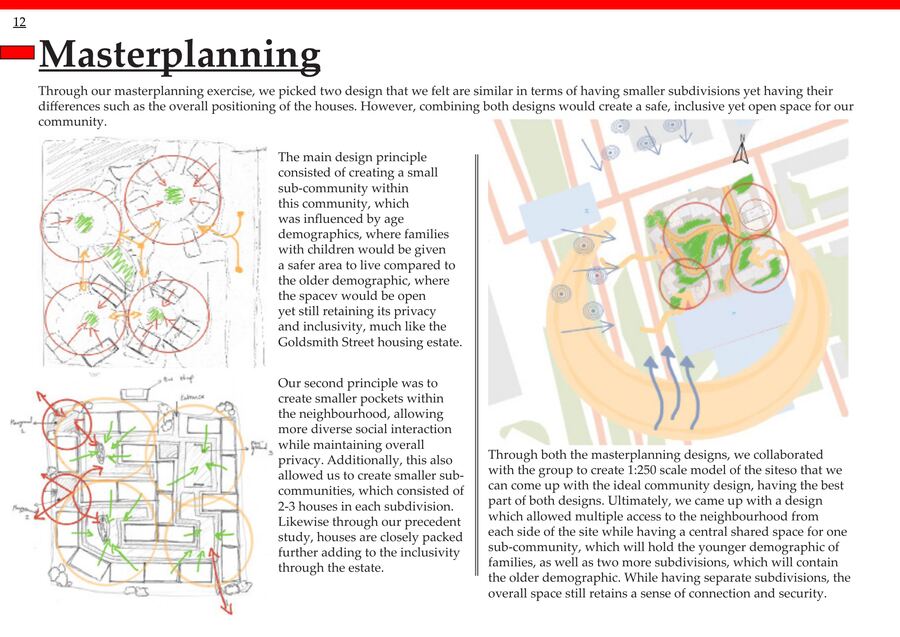 12
Masterplanning
Through our masterplanning exercise, we picked two design that we felt are similar in terms of having smaller subdivisions yet having their
differences such as the overall positioning of the houses. However, combining both designs would create a safe, inclusive yet open space for our
community.
The main design principle
consisted of creating a small
sub-community within
this community, which
was influenced by age
demographics, where families
with children would be given
a safer area to live compared to
the older demographic, where
the spacev would be open
yet still retaining its privacy
and inclusivity, much like the
Goldsmith Street housing estate.
Bus stop
Entrance
Our second principle was to
create smaller pockets within
the neighbourhood, allowing
more diverse social interaction
while maintaining overall
privacy. Additionally, this also
allowed us to create smaller sub-
communities, which consisted of
2-3 houses in each subdivision.
Likewise through our precedent
study, houses are closely packed
further adding to the inclusivity
through the estate.
N
Through both the masterplanning designs, we collaborated
with the group to create 1:250 scale model of the siteso that we
can come up with the ideal community design, having the best
part of both designs. Ultimately, we came up with a design
which allowed multiple access to the neighbourhood from
each side of the site while having a central shared space for one
sub-community, which will hold the younger demographic of
families, as well as two more subdivisions, which will contain
the older demographic. While having separate subdivisions, the
overall space still retains a sense of connection and security.